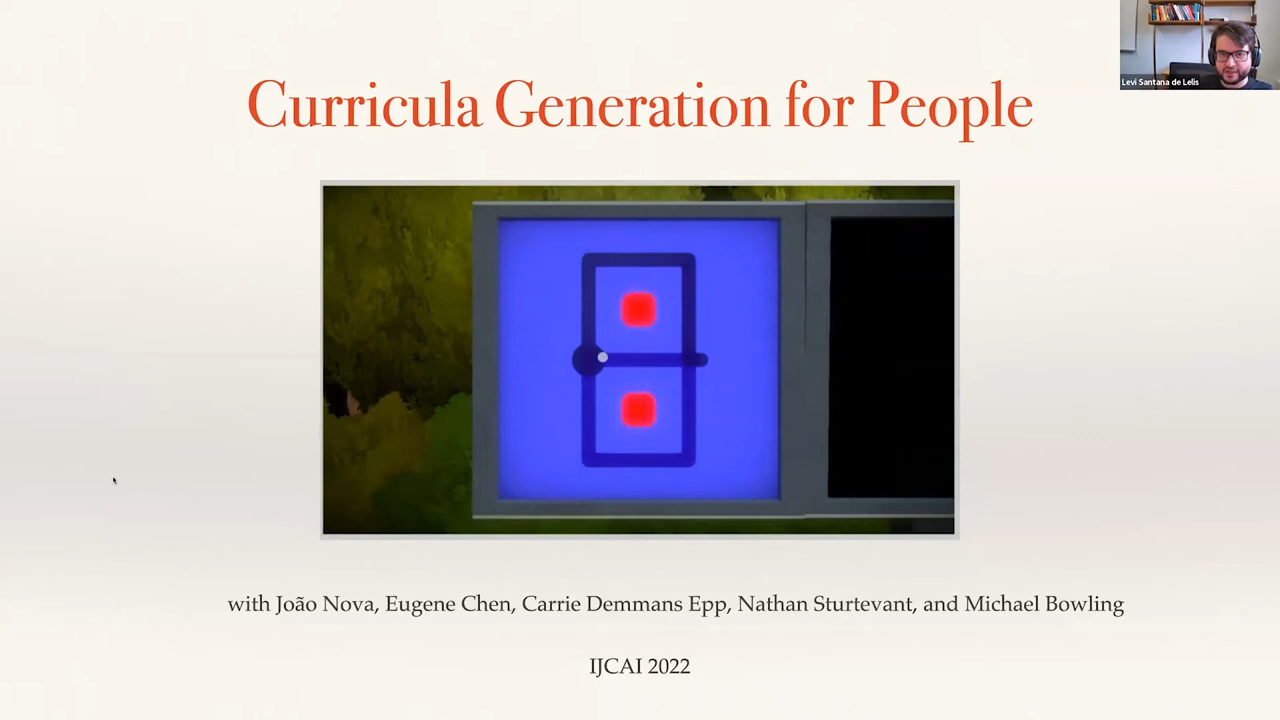 Curricula Generation for People
Levi Santana de Lelis
with João Nova, Eugene Chen, Carrie Demmans Epp, Nathan Sturtevant, and Michael Bowling
IJCAI 2022